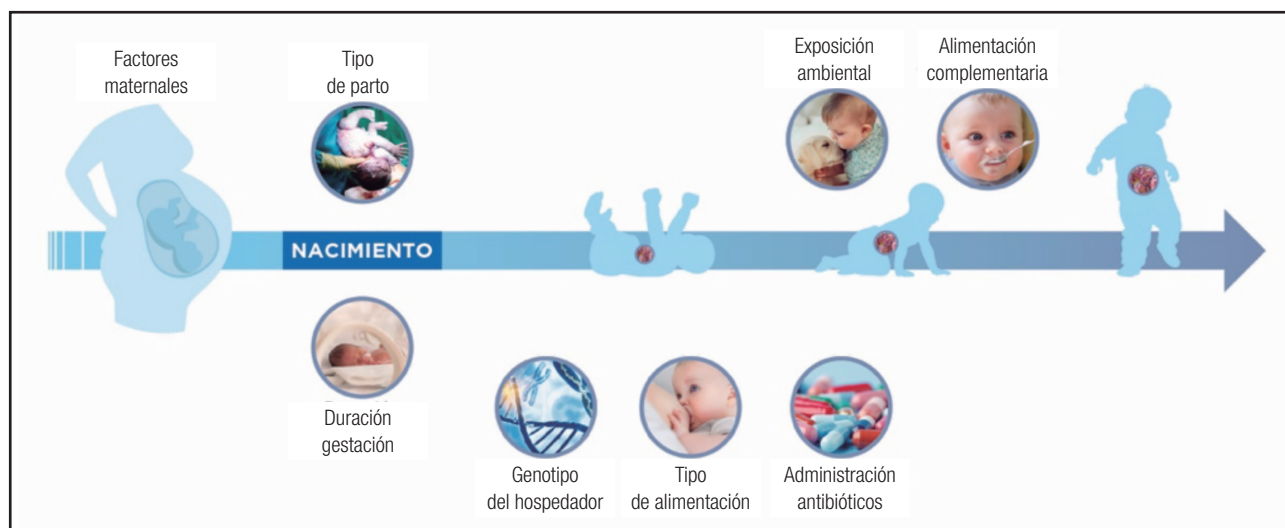 Factores
maternales
Tipo
de parto
Exposición
ambiental
Alimentación
complementaria
NACIMIENTO
Duración
gestación
Genotipo
del hospedador
Tipo
de alimentación
Administración
antibióticos